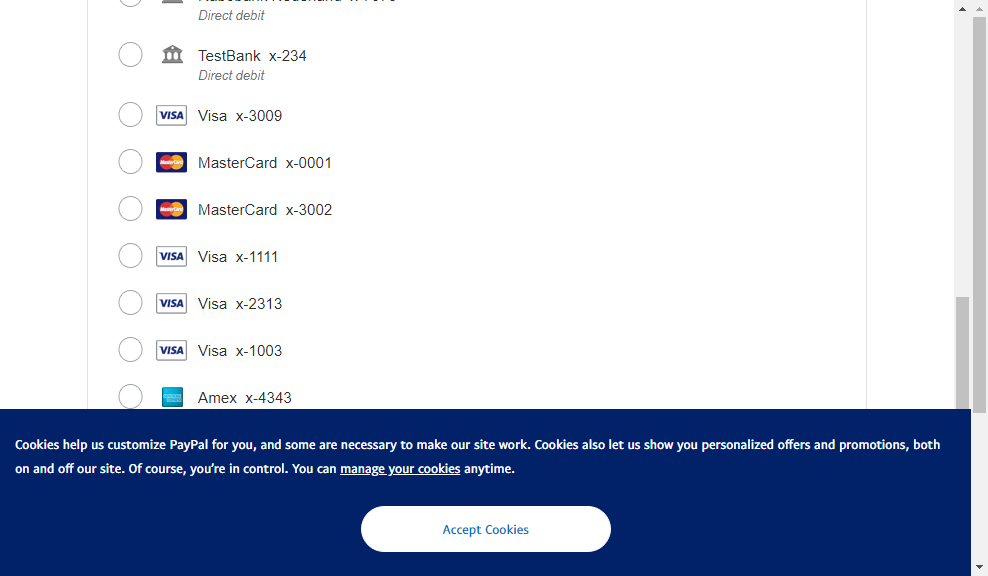 Direct debit
TestBank x-234
Direct debit
VISA Visa x-3009
MasterCard MasterCard x-0001
MasterCard MasterCard x-3002
VISA Visa x-1111
VISA Visa x-2313
VISA Visa x-1003
Amex x-4343
Cookies help us customize PayPal for you, and some are necessary to make our site work. Cookies also let us show you personalized offers and promotions, both
on and off our site. Of course, you’re in control. You can manage your cookies anytime.
Accept Cookies